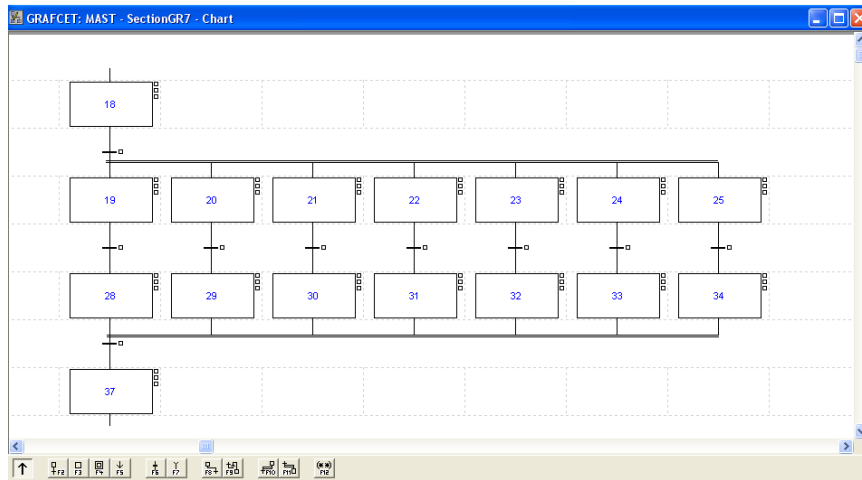 GRAFCET: MAST - SectionGR7 - Chart
18
19 20 21 22 23 24 25
28 29 30 31 32 33 34
37
F2 F3 F4 F5 F6 F7 F8 F9 F10 F11 F12